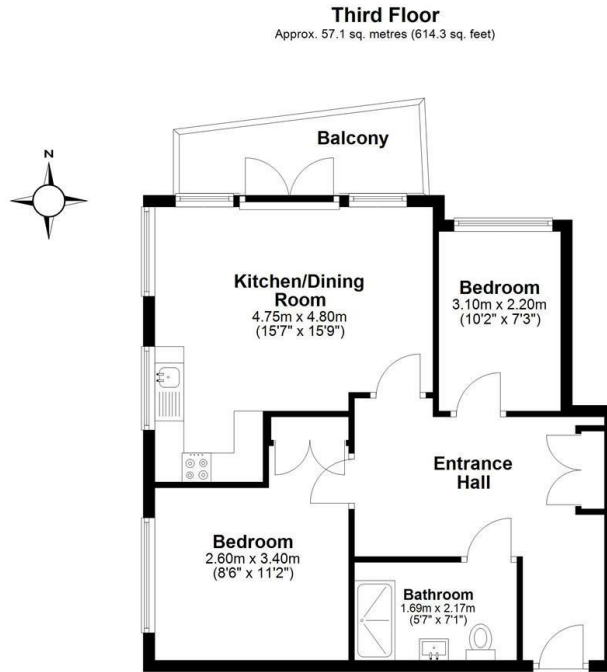 Third Floor
Approx. 57.1 sq. metres (614.3 sq. feet)
Balcony
N
Kitchen/Dining
Room
4.75m x 4.80m
(15'7" x 15'9")
Bedroom
3.10m x 2.20m
(10'2" x 7'3")
Entrance
Hall
Bedroom
2.60m x 3.40m
(8'6" x 11'2")
Bathroom
1.69m x 2.17m
(5'7" x 7'1")